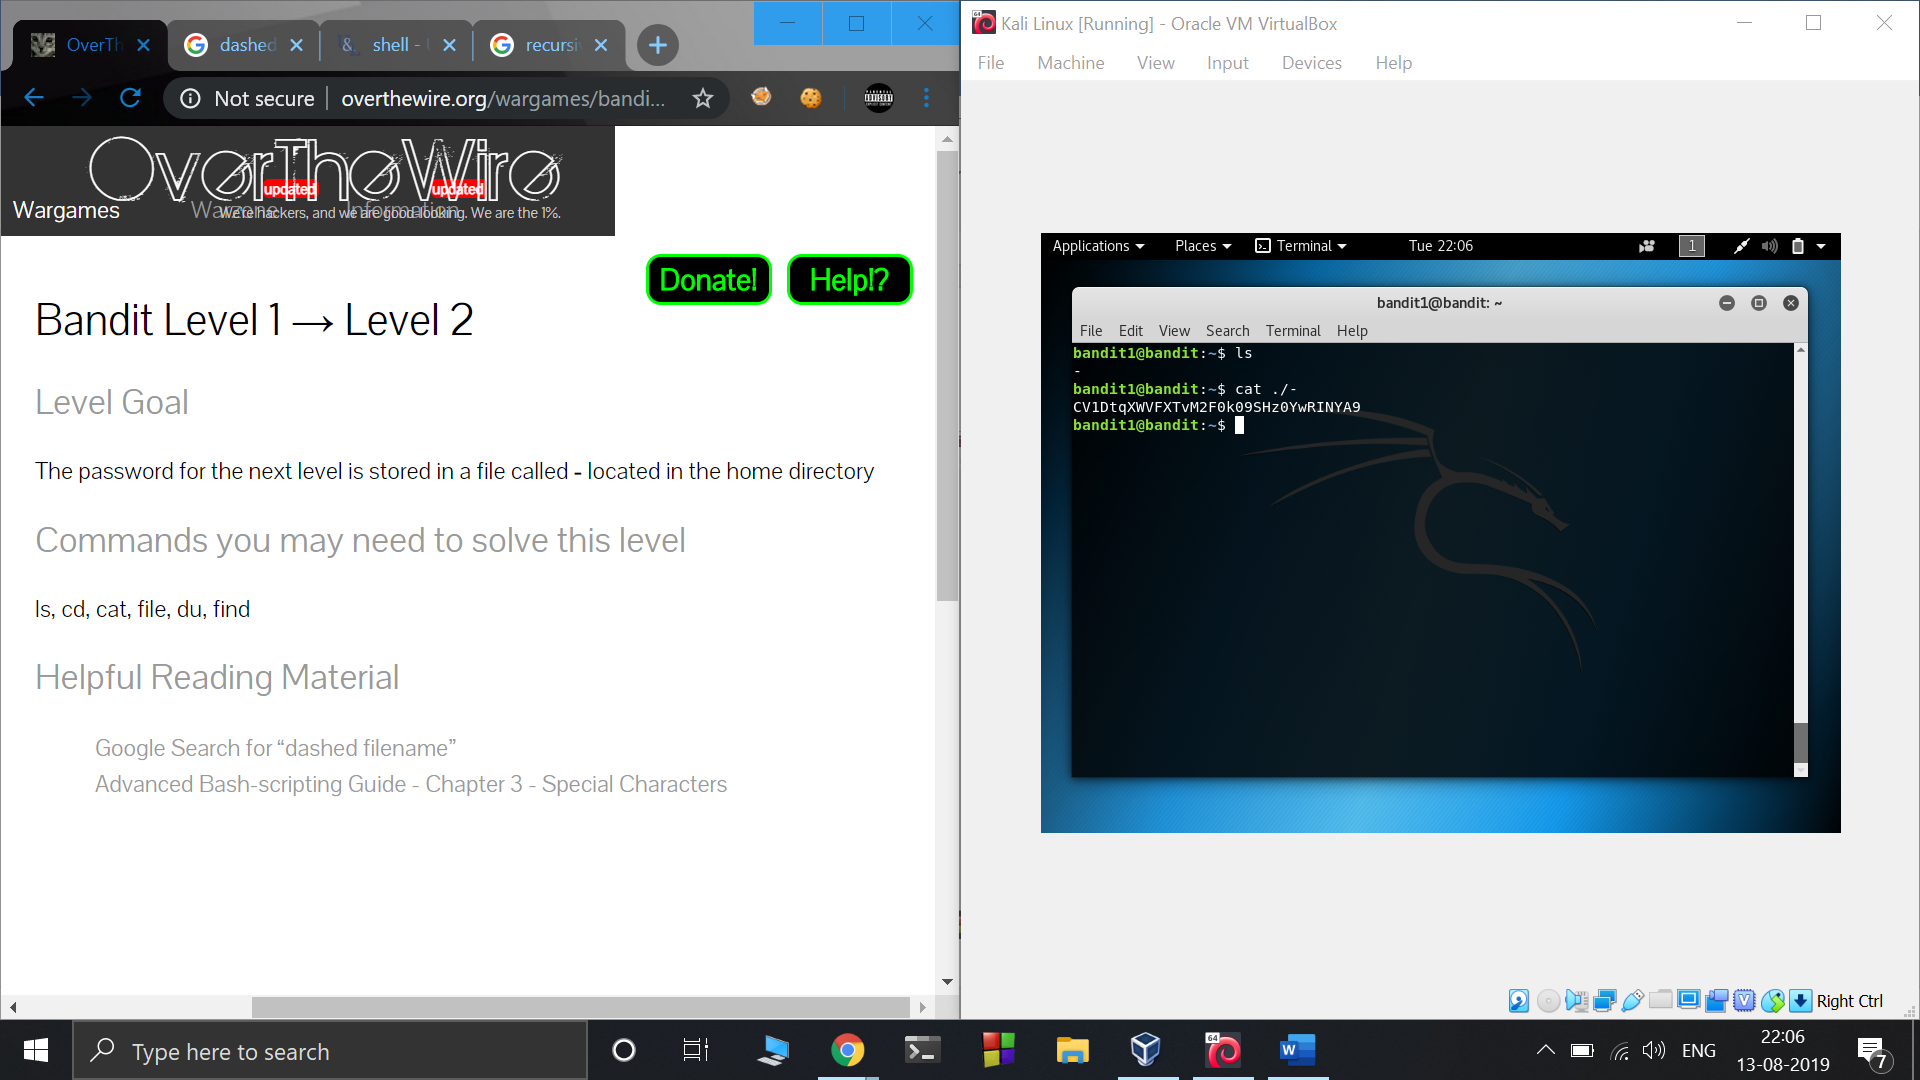 OverTh
dashed
shell - 
recursi
Not secure
overthewire.org/wargames/bandi...
OverTheWire
updated
updated
Wargames
Warzone
Information
We're hackers, and we are good-looking. We are the 1%.
Donate!
Help!?
Bandit Level 1 → Level 2
Level Goal
The password for the next level is stored in a file called - located in the home directory
Commands you may need to solve this level
ls, cd, cat, file, du, find
Helpful Reading Material
Google Search for “dashed filename”
Advanced Bash-scripting Guide - Chapter 3 - Special Characters
64
Kali Linux [Running] - Oracle VM VirtualBox
File Machine View Input Devices Help
Applications Places Terminal Tue 22:06 1
bandit1@bandit: ~
File Edit View Search Terminal Help
bandit1@bandit:~$ ls
-
bandit1@bandit:~$ cat ./-
CV1DtqXWVFXTvM2F0k09SHz0YwRINYA9
bandit1@bandit:~$
Right Ctrl
Type here to search
64
ENG
22:06
13-08-2019
7